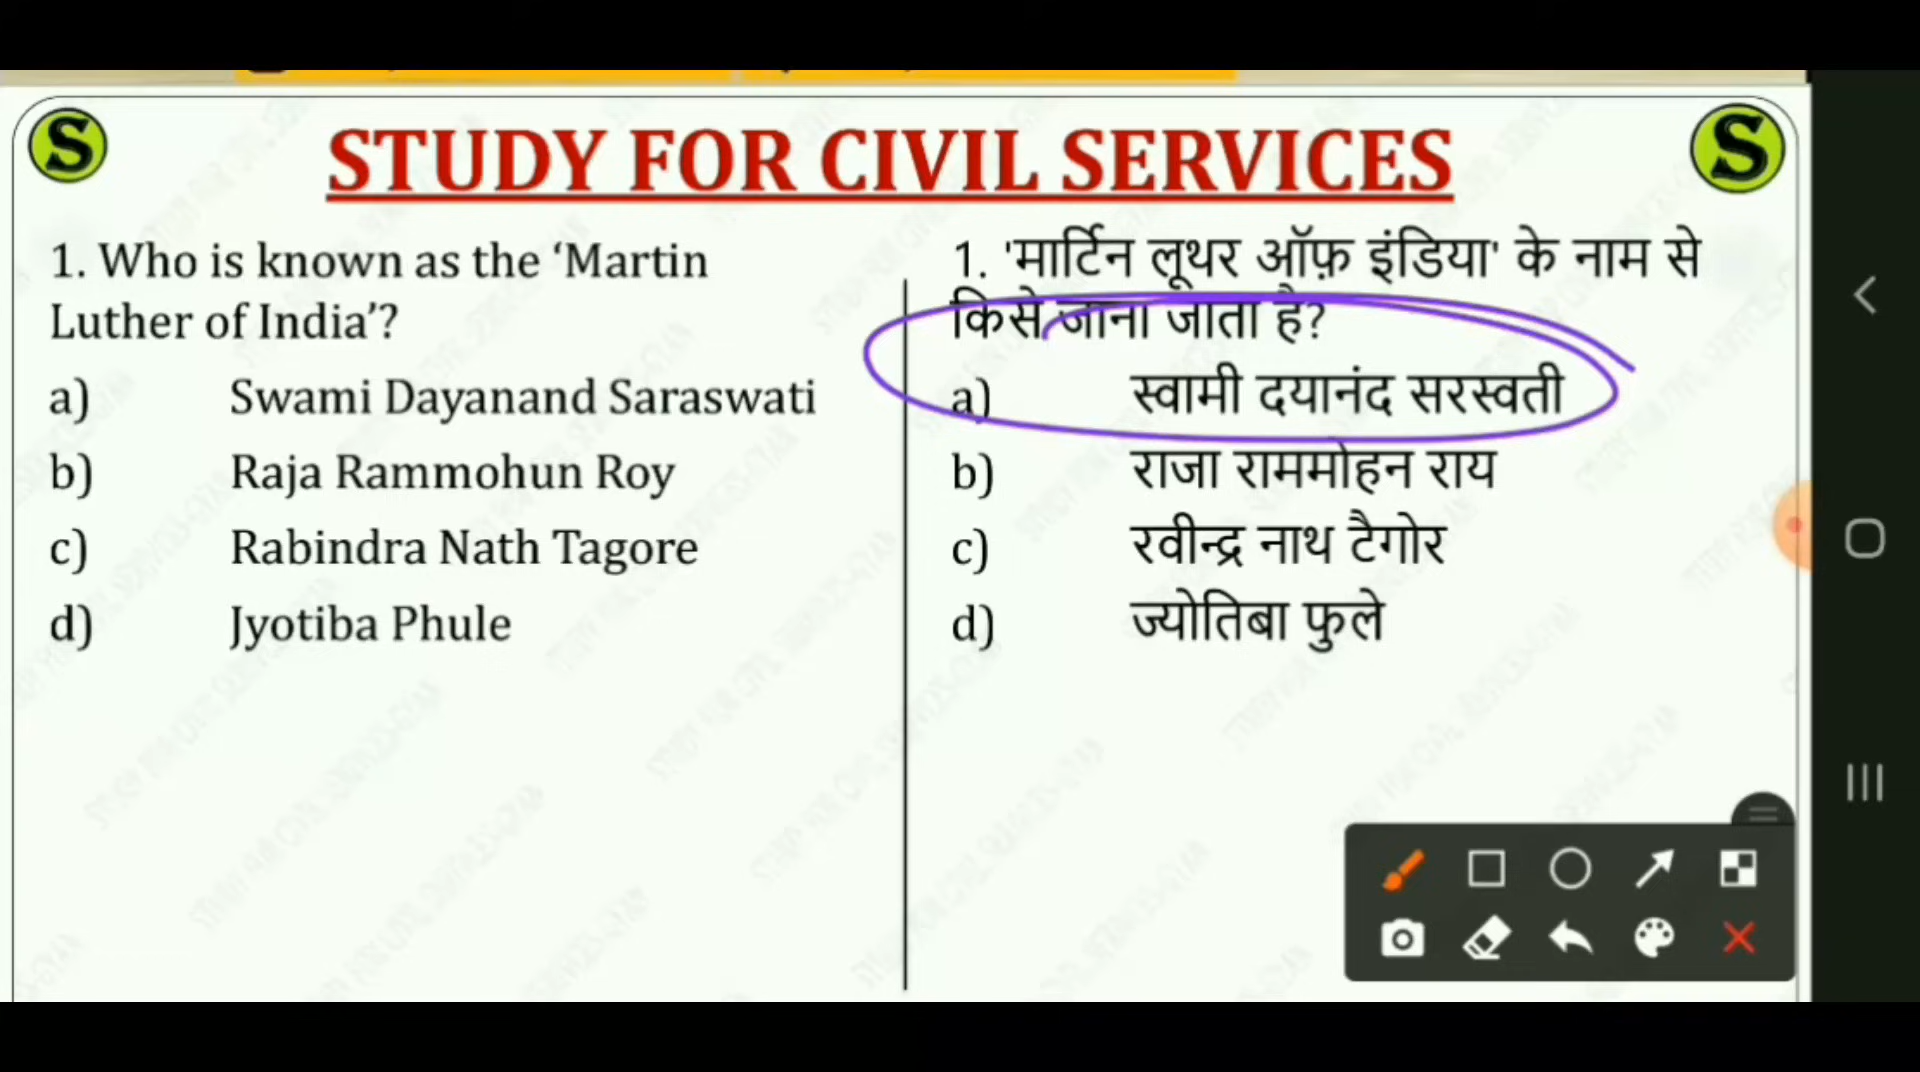 S
STUDY FOR CIVIL SERVICES
S
1. Who is known as the ‘Martin
Luther of India’?
a) Swami Dayanand Saraswati
b) Raja Rammohun Roy
c) Rabindra Nath Tagore
d) Jyotiba Phule
1. 'मार्टिन लूथर ऑफ़ इंडिया' के नाम से
किसे जाना जाता है?
a) स्वामी दयानंद सरस्वती
b) राजा राममोहन राय
c) रवीन्द्र नाथ टैगोर
d) ज्योतिबा फुले